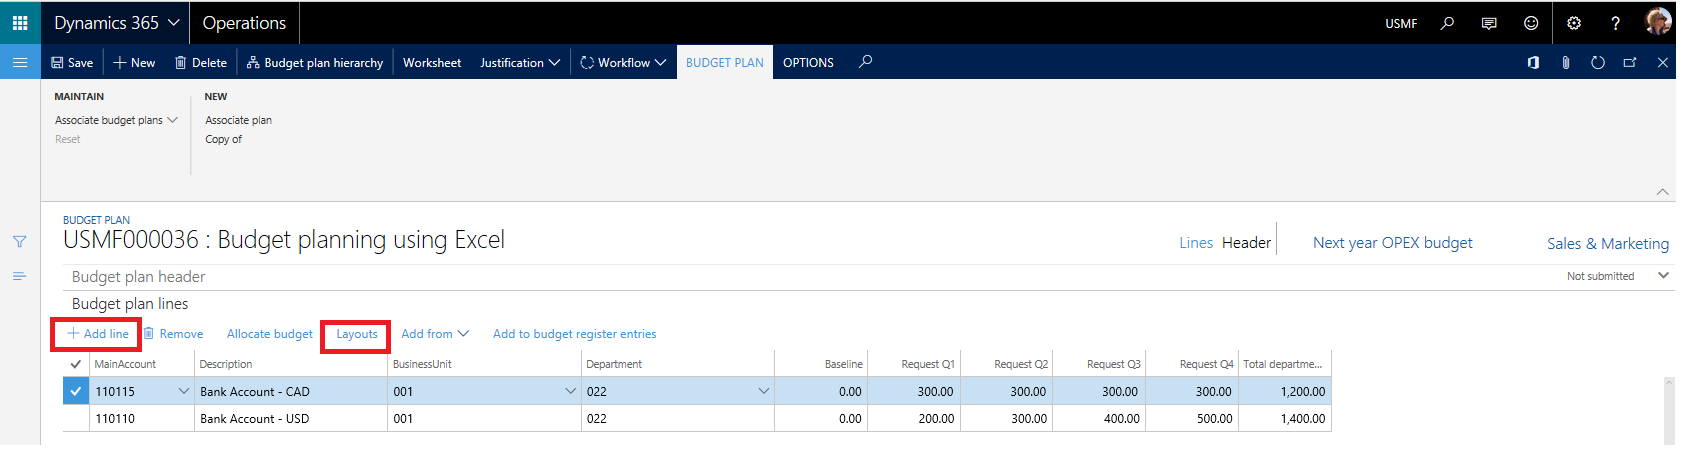 Dynamics 365 Operations USMF ?
Save New Delete Budget plan hierarchy Worksheet Justification Workflow BUDGET PLAN OPTIONS
MAINTAIN NEW
Associate budget plans Associate plan
Reset Copy of
BUDGET PLAN
USMF000036 : Budget planning using Excel Lines Header Next year OPEX budget Sales & Marketing
Budget plan header Not submitted
Budget plan lines
+ Add line Remove Allocate budget Layouts Add from Add to budget register entries
MainAccount Description BusinessUnit Department Baseline Request Q1 Request Q2 Request Q3 Request Q4 Total departme...
110115 Bank Account - CAD 001 022 0.00 300.00 300.00 300.00 300.00 1,200.00
110110 Bank Account - USD 001 022 0.00 200.00 300.00 400.00 500.00 1,400.00